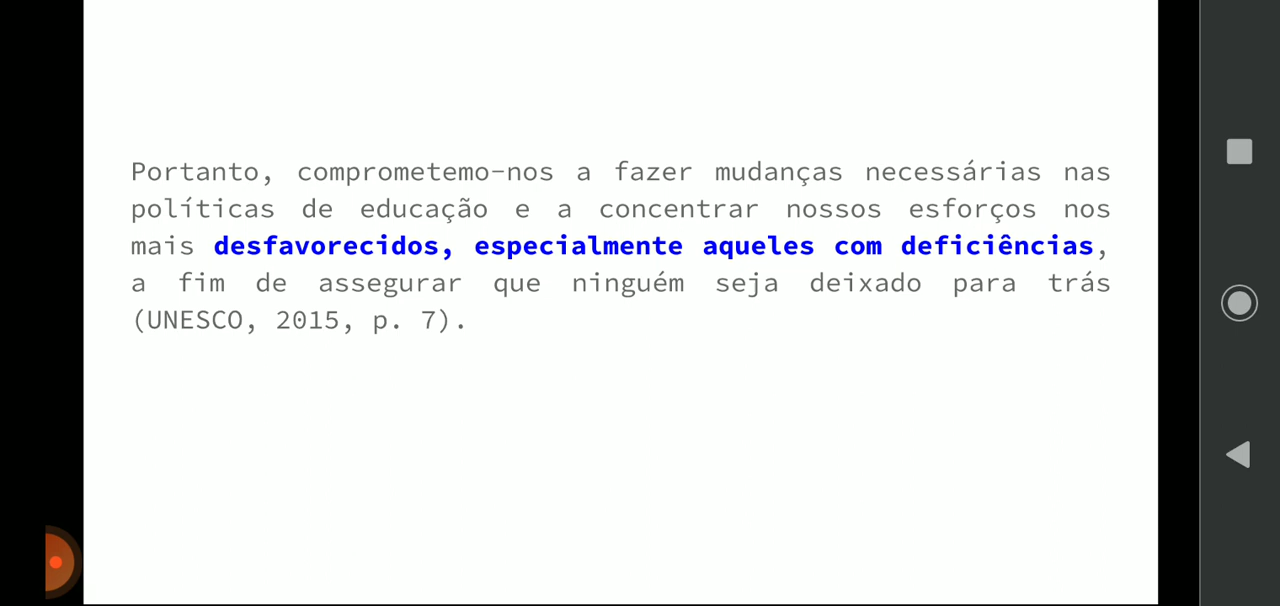 Portanto, comprometemo-nos a fazer mudanças necessárias nas
políticas de educação e a concentrar nossos esforços nos
mais desfavorecidos, especialmente aqueles com deficiências,
a fim de assegurar que ninguém seja deixado para trás
(UNESCO, 2015, p. 7).